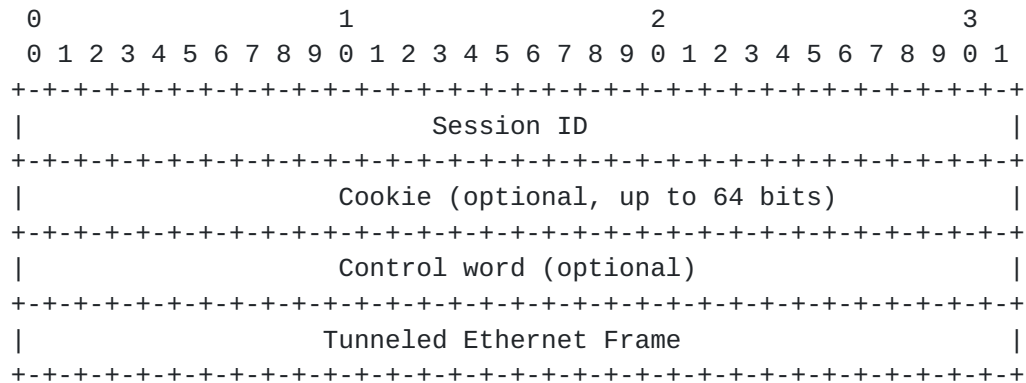 0                   1                   2                   3
 0 1 2 3 4 5 6 7 8 9 0 1 2 3 4 5 6 7 8 9 0 1 2 3 4 5 6 7 8 9 0 1
+-+-+-+-+-+-+-+-+-+-+-+-+-+-+-+-+-+-+-+-+-+-+-+-+-+-+-+-+-+-+-+-+
|                          Session ID                           |
+-+-+-+-+-+-+-+-+-+-+-+-+-+-+-+-+-+-+-+-+-+-+-+-+-+-+-+-+-+-+-+-+
|                    Cookie (optional, up to 64 bits)           |
+-+-+-+-+-+-+-+-+-+-+-+-+-+-+-+-+-+-+-+-+-+-+-+-+-+-+-+-+-+-+-+-+
|                    Control word (optional)                    |
+-+-+-+-+-+-+-+-+-+-+-+-+-+-+-+-+-+-+-+-+-+-+-+-+-+-+-+-+-+-+-+-+
|                   Tunneled Ethernet Frame                     |
+-+-+-+-+-+-+-+-+-+-+-+-+-+-+-+-+-+-+-+-+-+-+-+-+-+-+-+-+-+-+-+-+